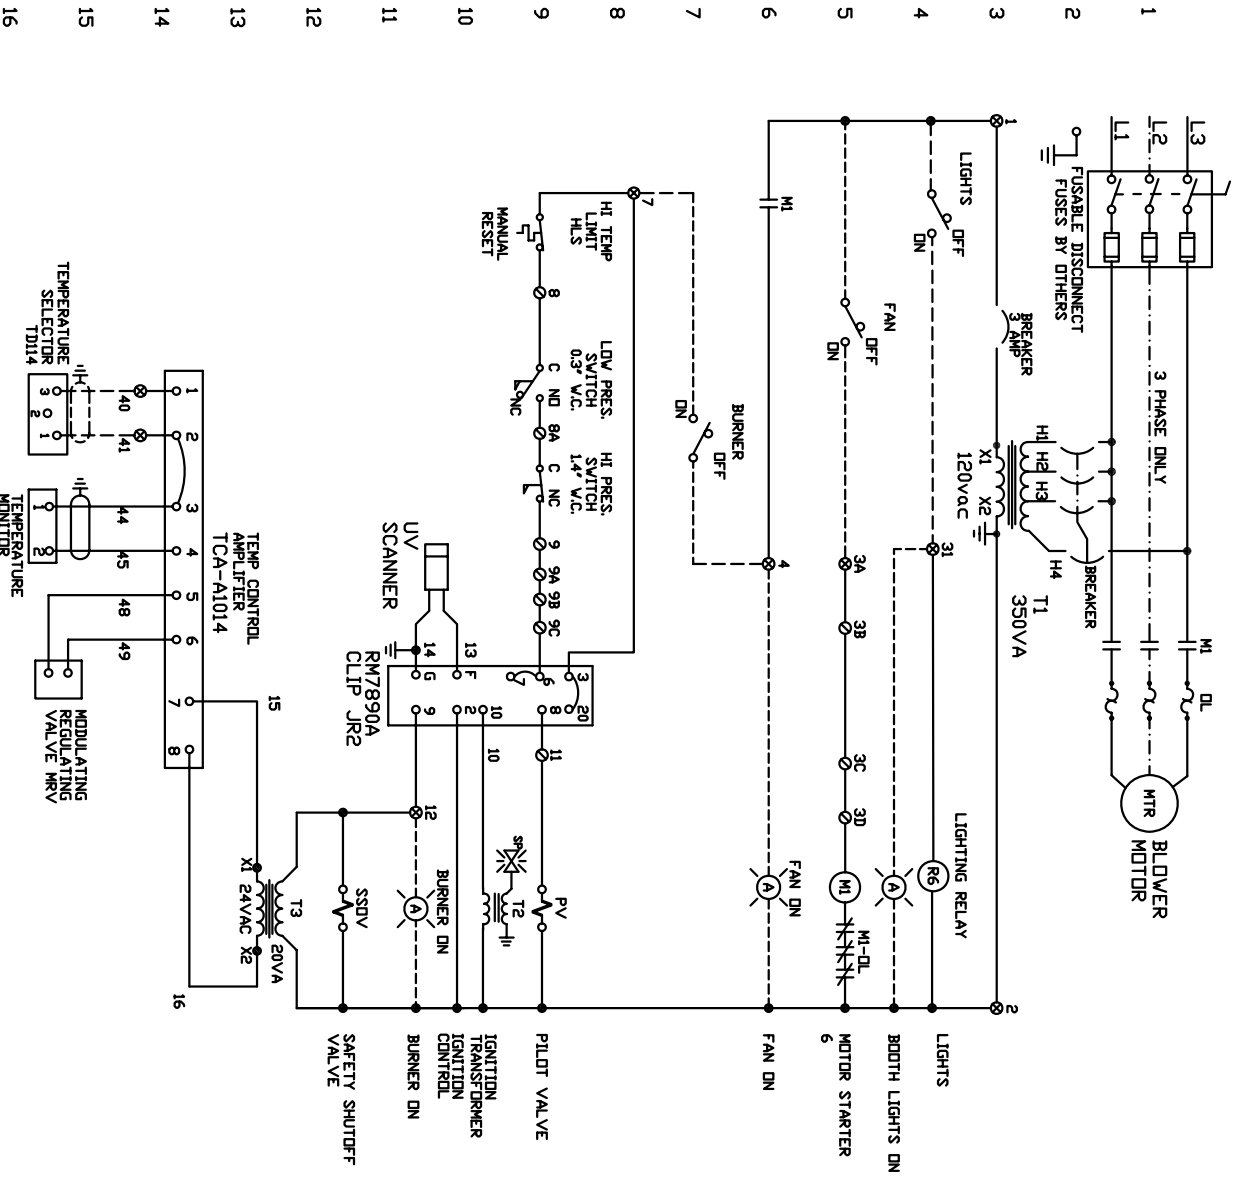 1
2
3
4
5
6
7
8
9
10
11
12
13
14
15
16
L3
L2
L1
FUSABLE DISCONNECT
FUSES BY OTHERS
3 PHASE ONLY
M1
OL
MTR
BLOWER
MOTOR
1
BREAKER
3 AMP
H1
H2
H3
H4
BREAKER
X1
X2
120vac
T1
350VA
2
LIGHTS
OFF
ON
31
LIGHTING RELAY
R6
LIGHTS
A
BOOTH LIGHTS ON
FAN
OFF
ON
3A
3B
3C
3D
M1
M1-OL
MOTOR STARTER
6
M1
4
FAN ON
A
FAN ON
BURNER
OFF
ON
7
HI TEMP
LIMIT
HLS
MANUAL
RESET
8
LOW PRES.
SWITCH
0.3" W.C.
C
NO
NC
8A
HI PRES.
SWITCH
1.4" W.C.
C
NC
9
9A
9B
9C
3
20
6
7
8
11
PV
PILOT VALVE
10
10
SP
T2
IGNITION
TRANSFORMER
UV
SCANNER
13
14
F
G
2
9
RM7890A
CLIP JR2
IGNITION
CONTROL
12
BURNER ON
A
BURNER ON
SSOV
SAFETY SHUTOFF
VALVE
T3
20VA
X1
24VAC
X2
15
16
TEMP CONTROL
AMPLIFIER
TCA-A1014
1
2
3
4
5
6
7
8
40
41
44
45
48
49
TEMPERATURE
SELECTOR
TD114
3
2
1
TEMPERATURE
MONITOR
1
2
MODULATING
REGULATING
VALVE MRV